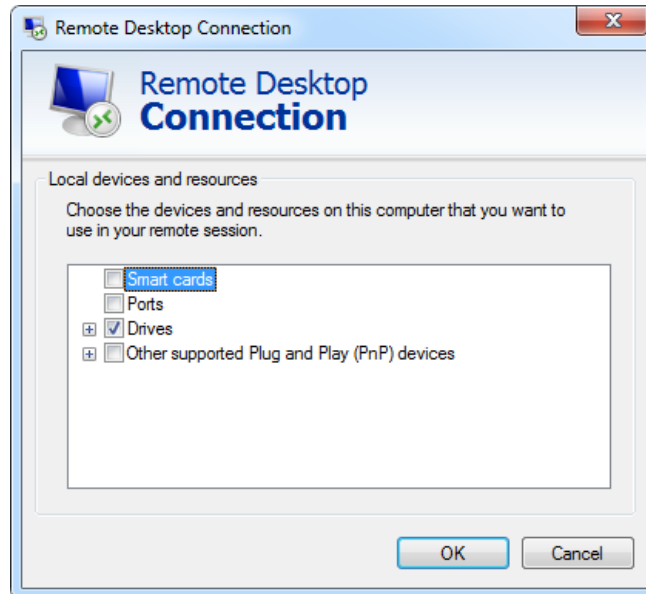 Remote Desktop Connection
Remote Desktop
Connection
Local devices and resources
Choose the devices and resources on this computer that you want to
use in your remote session.
Smart cards
Ports
Drives
Other supported Plug and Play (PnP) devices
OK Cancel